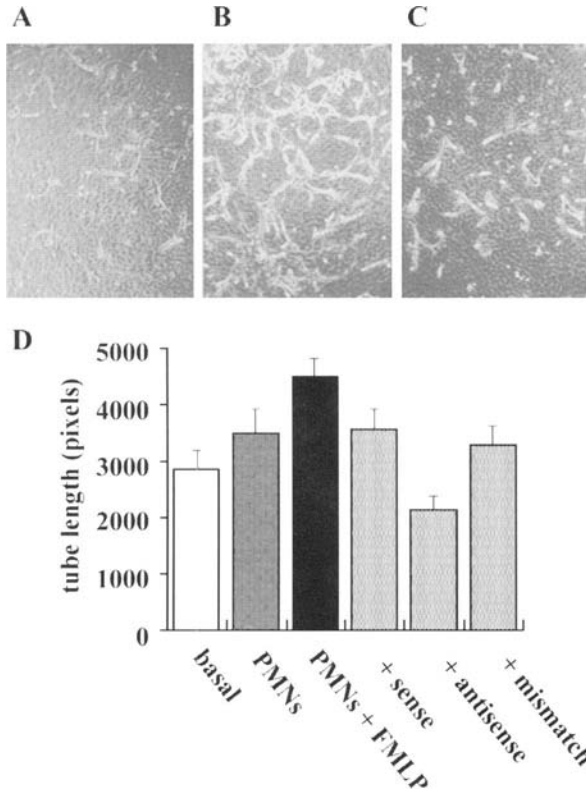 A B C
D
tube length (pixels)
5000
4000
3000
2000
1000
0
basal
PMNs
PMNs + FMLP
+ sense
+ antisense
+ mismatch